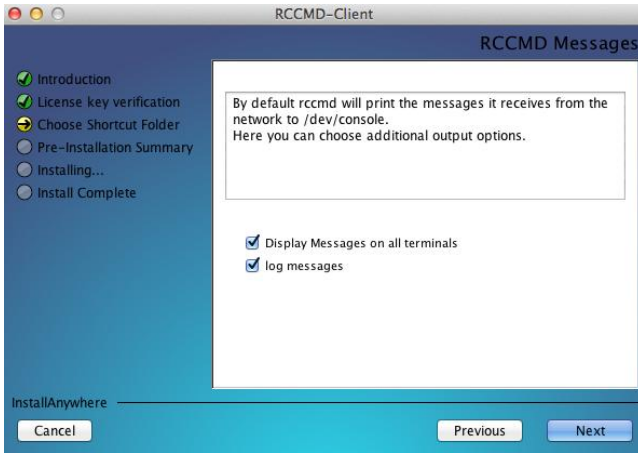 RCCMD-Client
RCCMD Messages
Introduction
License key verification
Choose Shortcut Folder
Pre-Installation Summary
Installing...
Install Complete
By default rccmd will print the messages it receives from the
network to /dev/console.
Here you can choose additional output options.
Display Messages on all terminals
log messages
InstallAnywhere
Cancel
Previous
Next